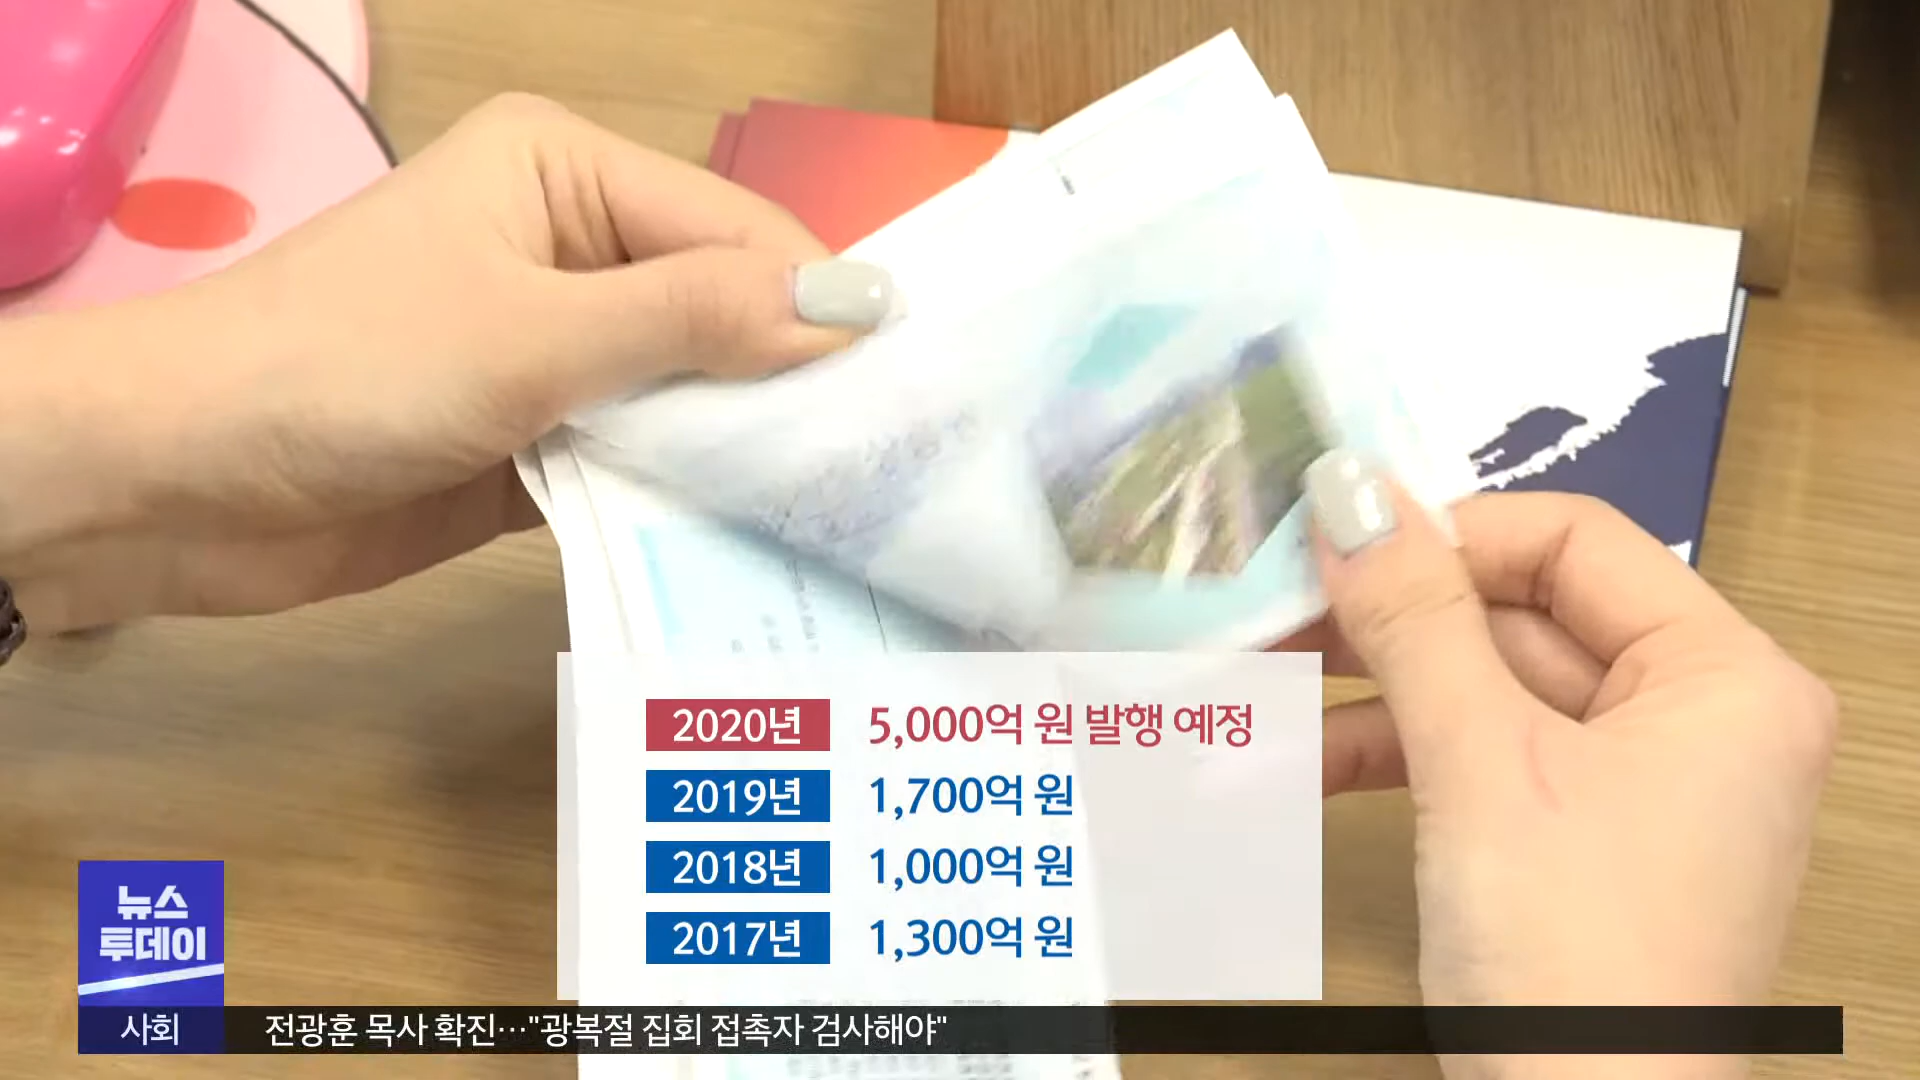 2020년 5,000억 원 발행 예정
2019년 1,700억 원
2018년 1,000억 원
2017년 1,300억 원
뉴스
투데이
사회 전광훈 목사 확진…"광복절 집회 접촉자 검사해야"